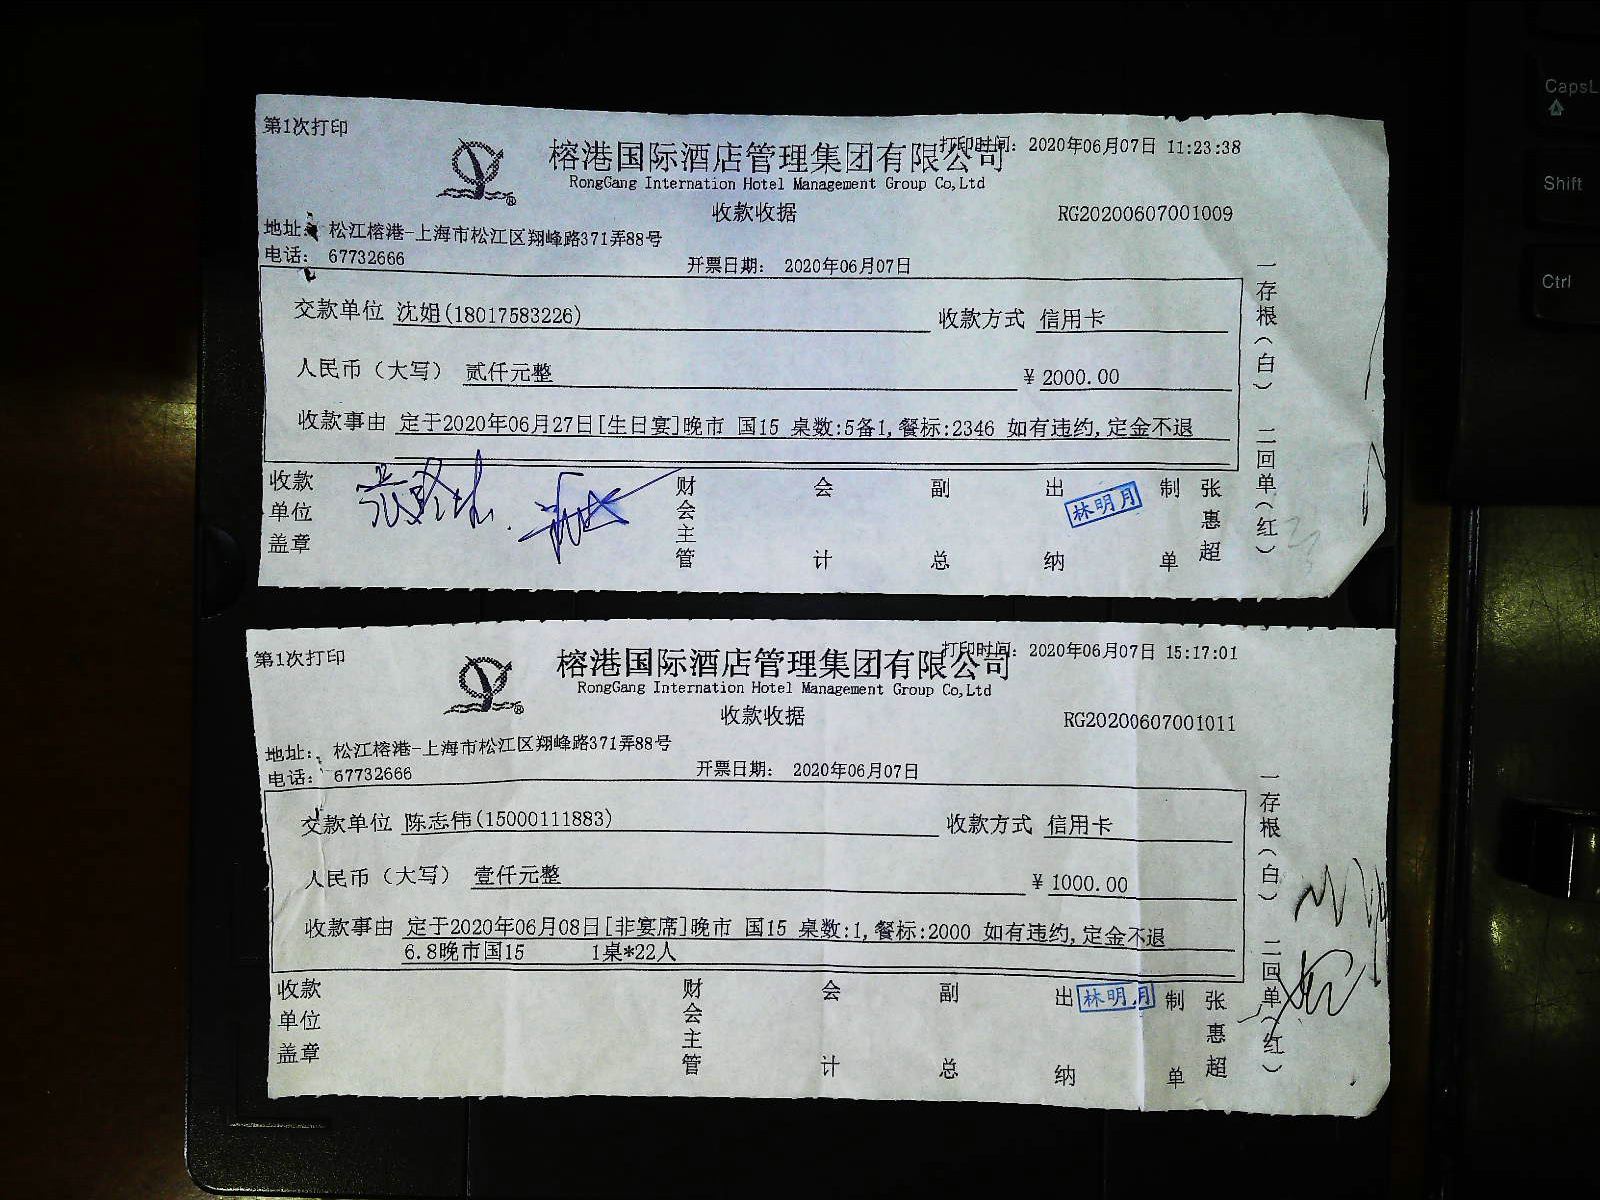 第1次打印
打印时间: 2020年06月07日 11:23:38
榕港国际酒店管理集团有限公司
RongGang Internation Hotel Management Group Co,Ltd
®
收款收据
RG20200607001009
地址: 松江榕港-上海市松江区翔峰路371弄88号
电话: 67732666
开票日期: 2020年06月07日
交款单位 沈姐(18017583226) 收款方式 信用卡
人民币(大写) 贰仟元整 ¥ 2000.00
收款事由 定于2020年06月27日[生日宴]晚市 国15 桌数:5备1,餐标:2346 如有违约,定金不退
收款单位盖章 财会主管 会计 副总 出纳 林明月 制单 张惠超
一存根(白) 二回单(红)
第1次打印
打印时间: 2020年06月07日 15:17:01
榕港国际酒店管理集团有限公司
RongGang Internation Hotel Management Group Co,Ltd
®
收款收据
RG20200607001011
地址: 松江榕港-上海市松江区翔峰路371弄88号
电话: 67732666
开票日期: 2020年06月07日
交款单位 陈志伟(15000111883) 收款方式 信用卡
人民币(大写) 壹仟元整 ¥ 1000.00
收款事由 定于2020年06月08日[非宴席]晚市 国15 桌数:1,餐标:2000 如有违约,定金不退
6.8晚市国15 1桌*22人
收款单位盖章 财会主管 会计 副总 出纳 林明月 制单 张惠超
一存根(白) 二回单(红)
CapsL
Shift
Ctrl